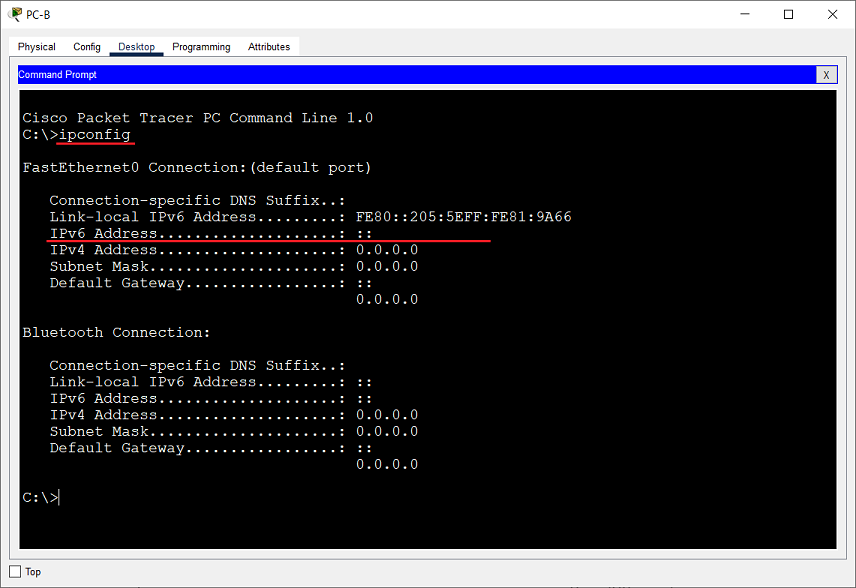 PC-B
Physical Config Desktop Programming Attributes
Command Prompt X
Cisco Packet Tracer PC Command Line 1.0
C:\>ipconfig
FastEthernet0 Connection:(default port)
Connection-specific DNS Suffix..:
Link-local IPv6 Address.........: FE80::205:5EFF:FE81:9A66
IPv6 Address....................: ::
IPv4 Address....................: 0.0.0.0
Subnet Mask.....................: 0.0.0.0
Default Gateway.................: ::
0.0.0.0
Bluetooth Connection:
Connection-specific DNS Suffix..:
Link-local IPv6 Address.........: ::
IPv6 Address....................: ::
IPv4 Address....................: 0.0.0.0
Subnet Mask.....................: 0.0.0.0
Default Gateway.................: ::
0.0.0.0
C:\>
Top